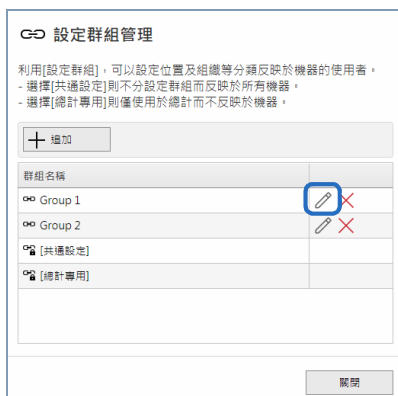 設定群組管理
利用[設定群組]，可以設定位置及組織等分類反映於機器的使用者。
- 選擇[共通設定]則不分設定群組而反映於所有機器。
- 選擇[總計專用]則僅使用於總計而不反映於機器。
追加
群組名稱
Group 1
Group 2
[共通設定]
[總計專用]
關閉